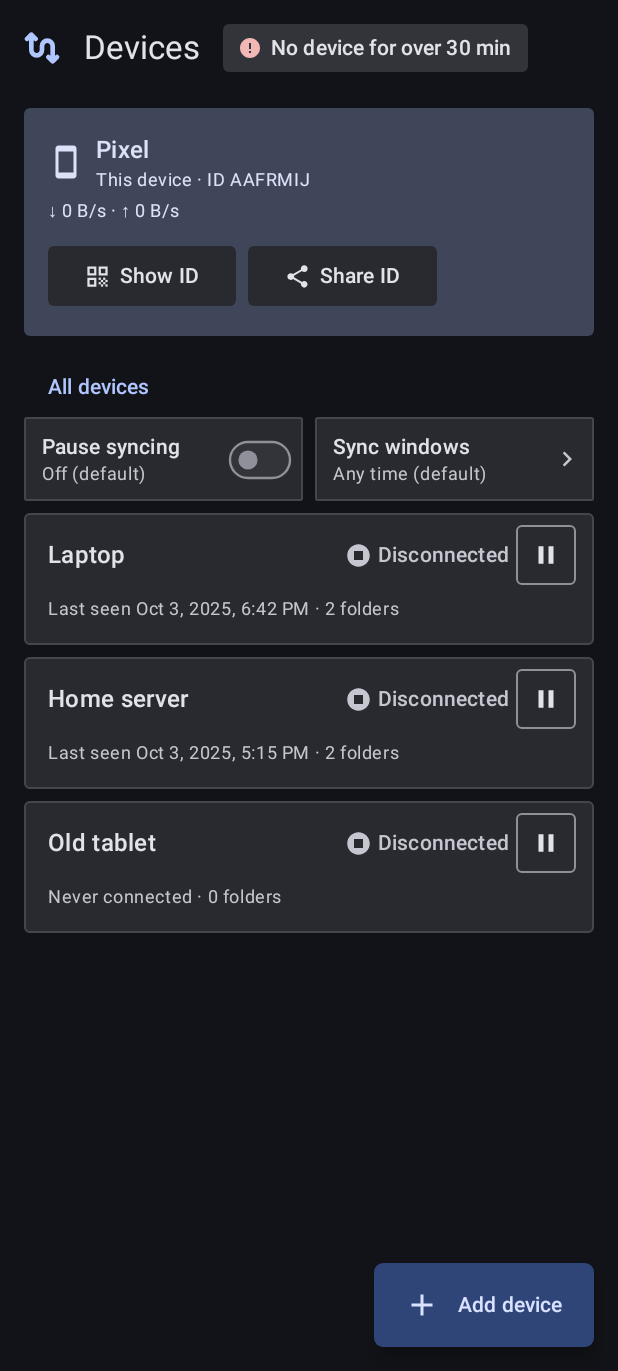 Devices
No device for over 30 min
Pixel
This device · ID AAFRMIJ
↓ 0 B/s · ↑ 0 B/s
Show ID
Share ID
All devices
Pause syncing
Off (default)
Sync windows
Any time (default)
Laptop
Disconnected
Last seen Oct 3, 2025, 6:42 PM · 2 folders
Home server
Disconnected
Last seen Oct 3, 2025, 5:15 PM · 2 folders
Old tablet
Disconnected
Never connected · 0 folders
Add device